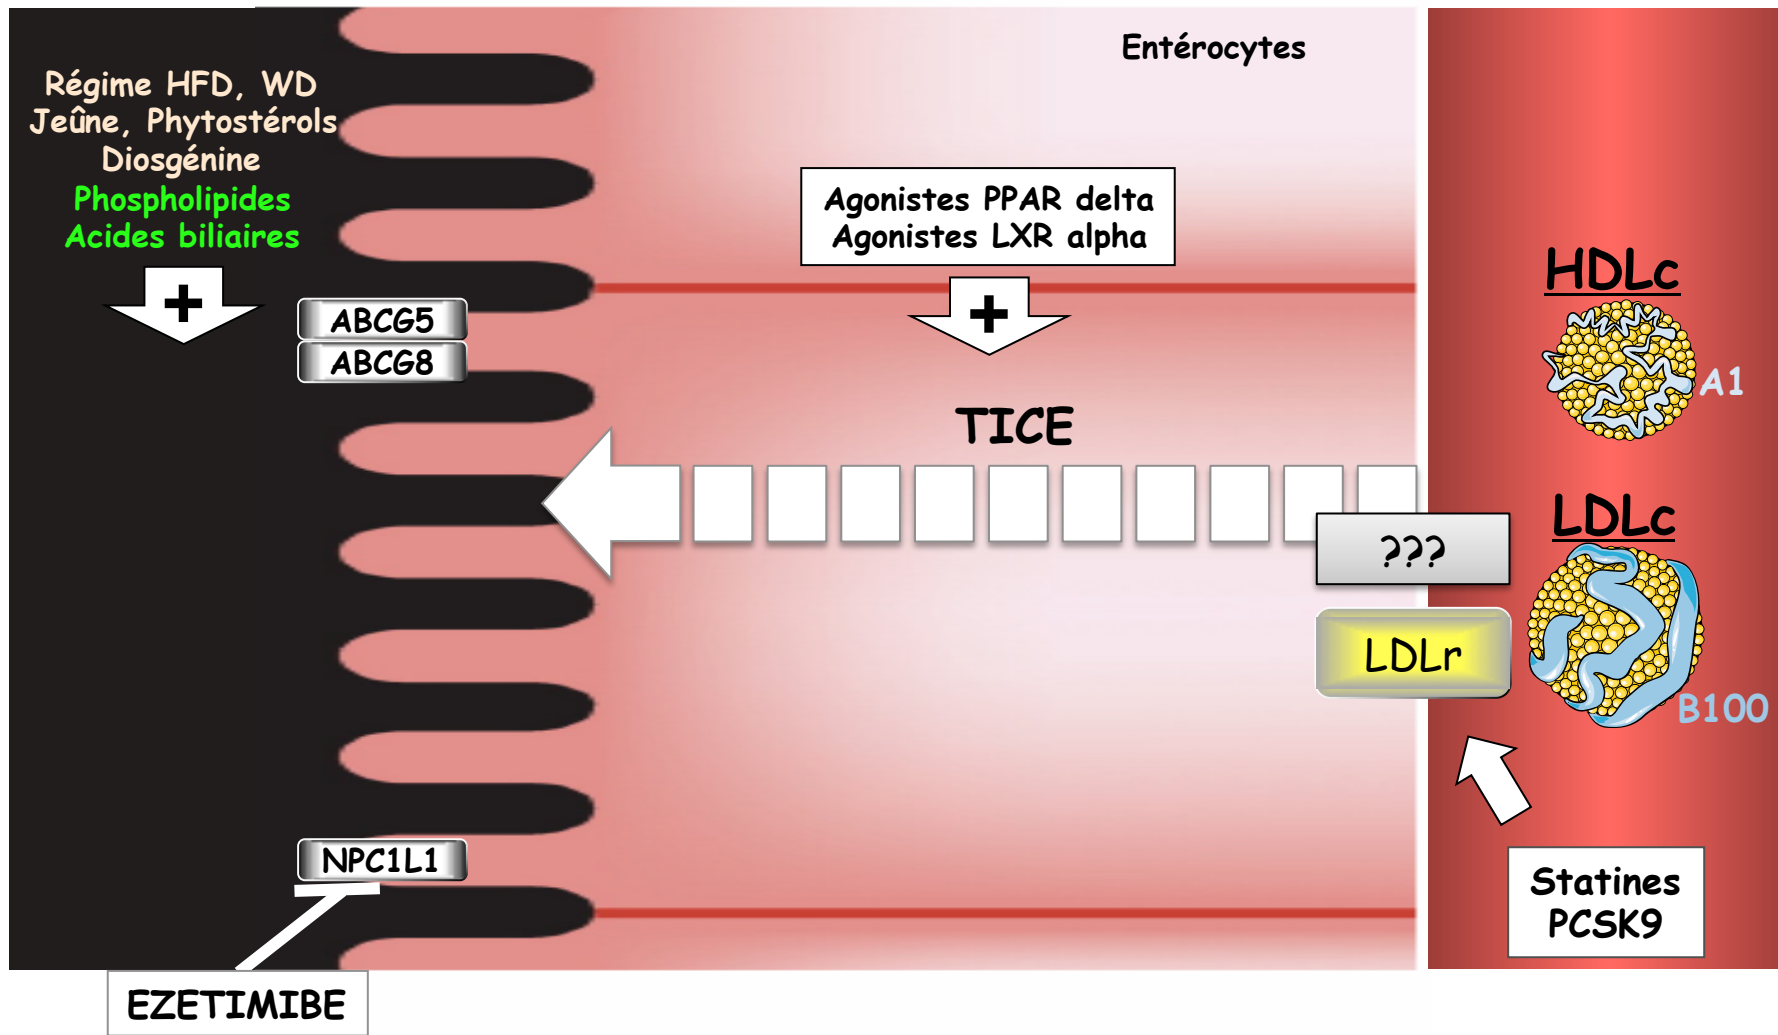 Entérocytes
Régime HFD, WD
Jeûne, Phytostérols
Diosgénine
Phospholipides
Acides biliaires
+
ABCG5
ABCG8
Agonistes PPAR delta
Agonistes LXR alpha
+
TICE
HDLc
A1
LDLc
???
LDLr
B100
NPC1L1
Statines
PCSK9
EZETIMIBE